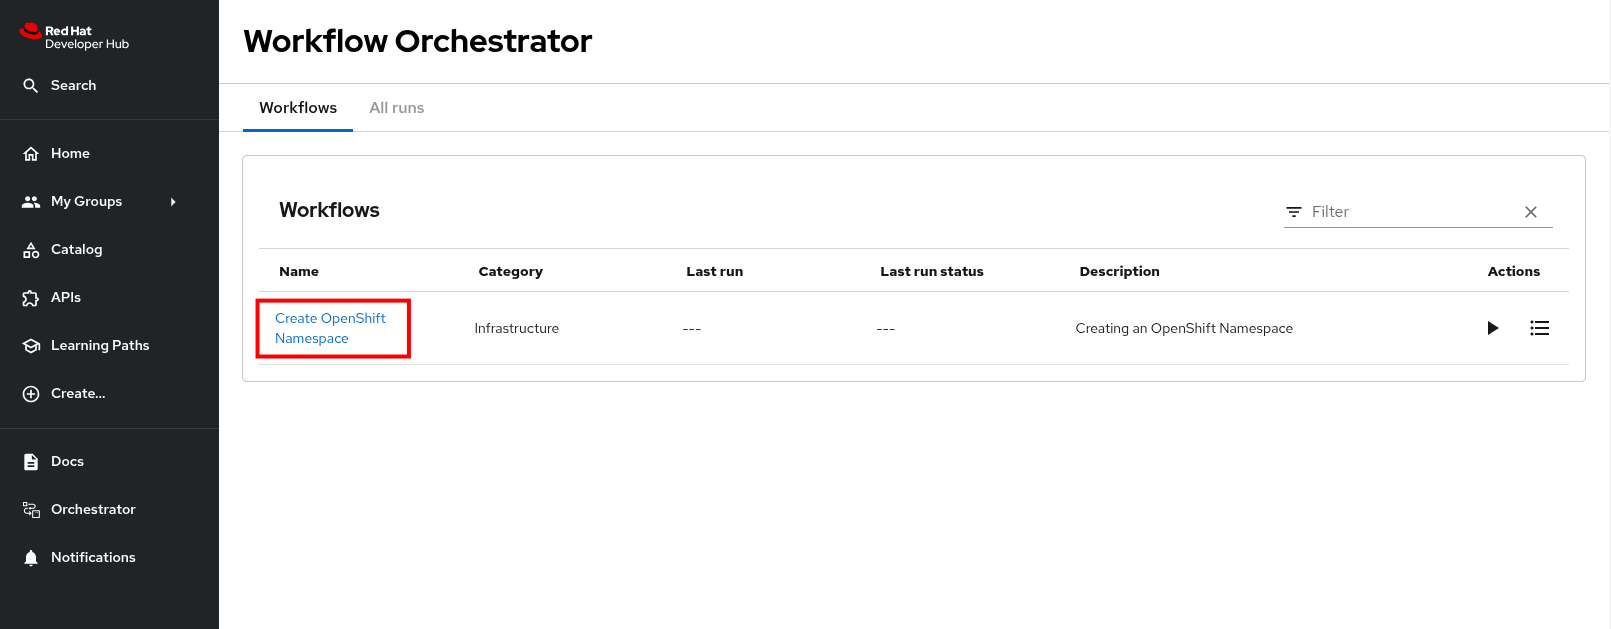 Red Hat
Developer Hub
Search
Home
My Groups
Catalog
APIs
Learning Paths
Create...
Docs
Orchestrator
Notifications
Workflow Orchestrator
Workflows All runs
Workflows
Filter
Name Category Last run Last run status Description Actions
Create OpenShift
Namespace
Infrastructure --- --- Creating an OpenShift Namespace